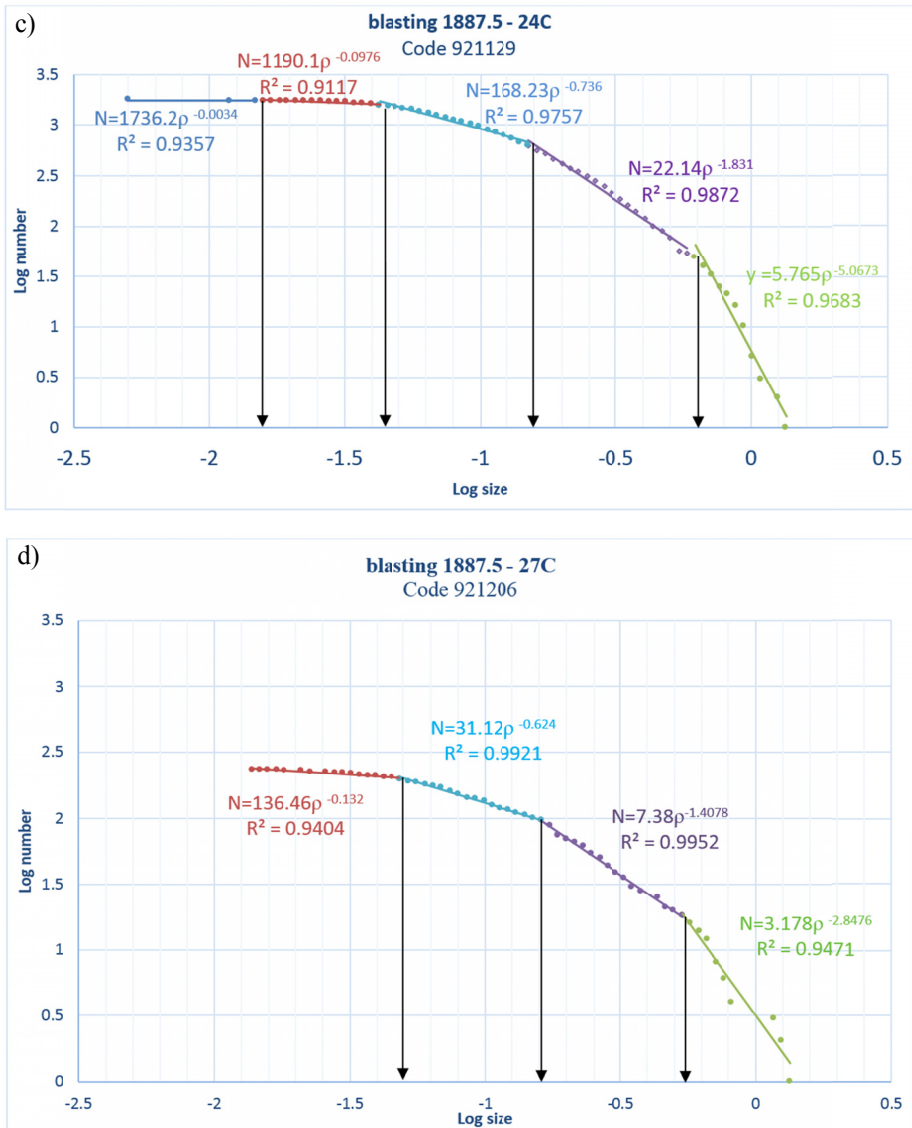 c)
blasting 1887.5 - 24C
Code 921129
N=1190.1ρ -0.0976
R² = 0.9117
N=1736.2ρ -0.0034
R² = 0.9357
N=168.23ρ -0.736
R² = 0.9757
N=22.14ρ -1.831
R² = 0.9872
y =5.765ρ-5.0673
R² = 0.9683
3.5
3
2.5
2
1.5
1
0.5
0
Log number
-2.5
-2
-1.5
-1
-0.5
0
0.5
Log size
d)
blasting 1887.5 - 27C
Code 921206
N=31.12ρ -0.624
R² = 0.9921
N=136.46ρ -0.132
R² = 0.9404
N=7.38ρ-1.4078
R² = 0.9952
N=3.178ρ -2.8476
R² = 0.9471
3.5
3
2.5
2
1.5
1
0.5
0
Log number
-2.5
-2
-1.5
-1
-0.5
0
0.5
Log size